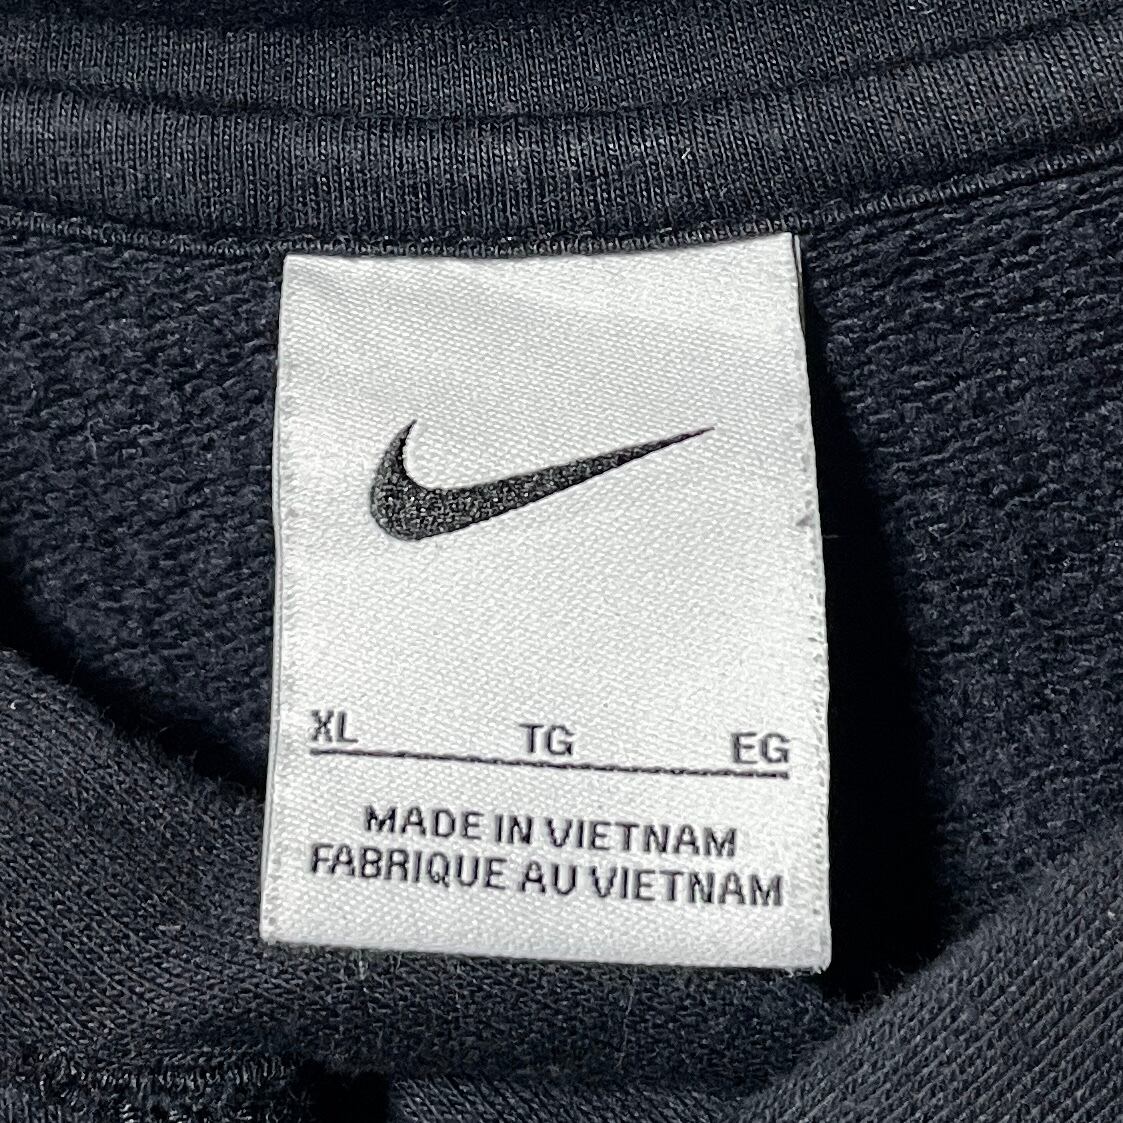 XL TG EG
MADE IN VIETNAM
FABRIQUE AU VIETNAM